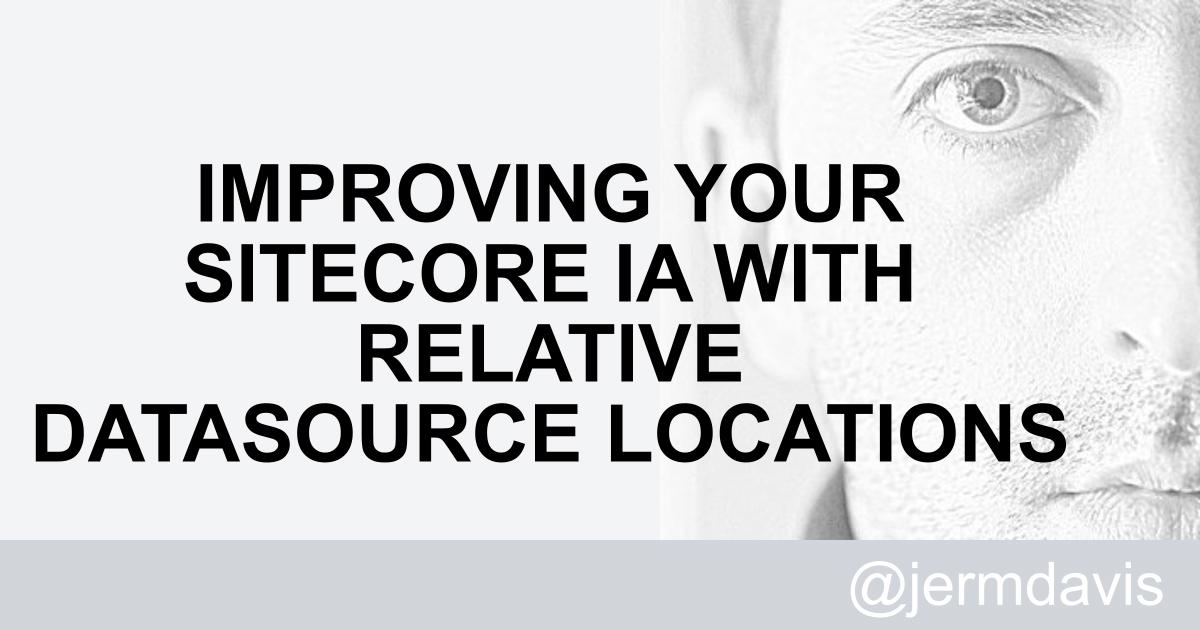 IMPROVING YOUR
SITECORE IA WITH
RELATIVE
DATASOURCE LOCATIONS
@jermdavis